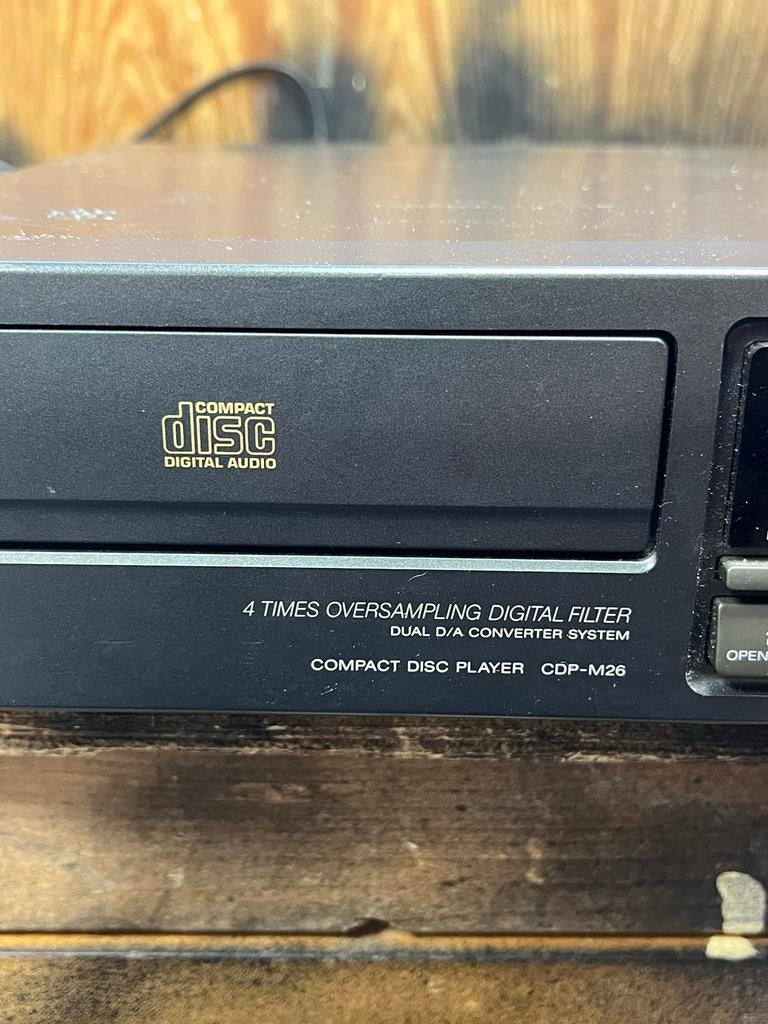 COMPACT
disc
DIGITAL AUDIO
4 TIMES OVERSAMPLING DIGITAL FILTER
DUAL D/A CONVERTER SYSTEM
COMPACT DISC PLAYER CDP-M26
OPEN